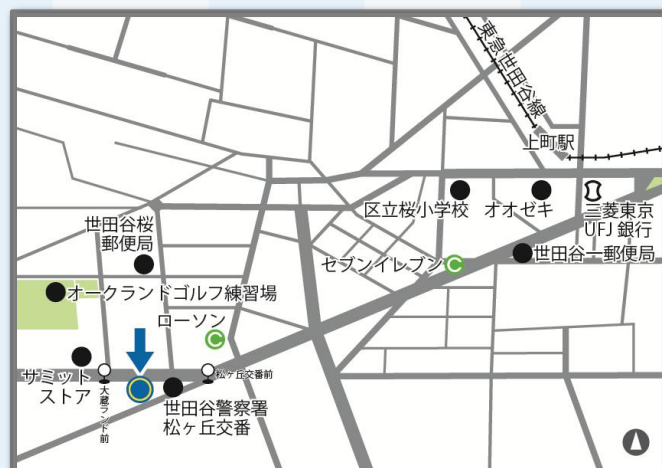 東急世田谷線
上町駅
区立桜小学校
オオゼキ
三菱東京
UFJ 銀行
世田谷桜
郵便局
セブンイレブン
C
世田谷一郵便局
オークランドゴルフ練習場
ローソン
C
サミット
ストア
大蔵ランド前
松ヶ丘交番前
世田谷警察署
松ヶ丘交番